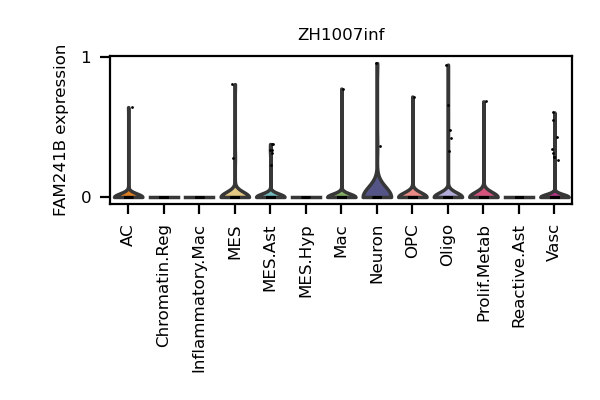 ZH1007inf
FAM241B expression
1
0
AC
Chromatin.Reg
Inflammatory.Mac
MES
MES.Ast
MES.Hyp
Mac
Neuron
OPC
Oligo
Prolif.Metab
Reactive.Ast
Vasc